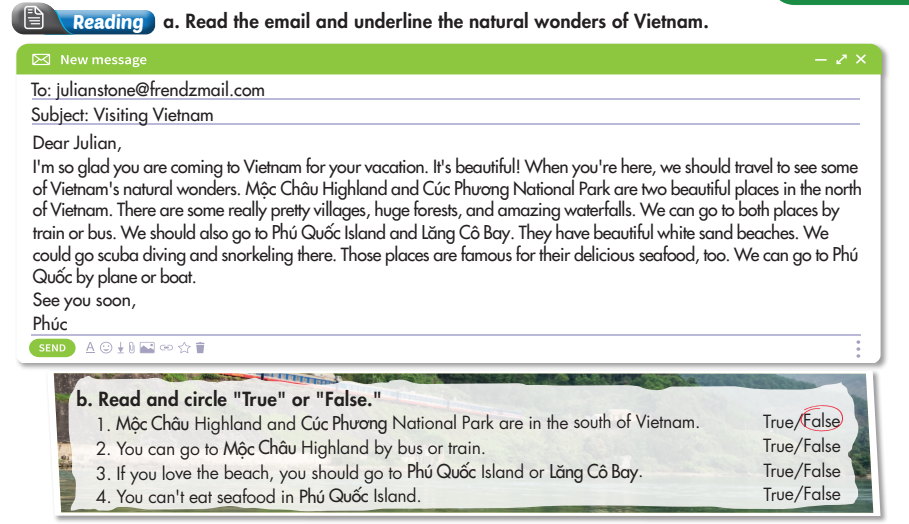 Reading a. Read the email and underline the natural wonders of Vietnam.
New message
To: julianstone@frendzmail.com
Subject: Visiting Vietnam
Dear Julian,
I'm so glad you are coming to Vietnam for your vacation. It's beautiful! When you're here, we should travel to see some
of Vietnam's natural wonders. Mộc Châu Highland and Cúc Phương National Park are two beautiful places in the north
of Vietnam. There are some really pretty villages, huge forests, and amazing waterfalls. We can go to both places by
train or bus. We should also go to Phú Quốc Island and Lăng Cô Bay. They have beautiful white sand beaches. We
could go scuba diving and snorkeling there. Those places are famous for their delicious seafood, too. We can go to Phú
Quốc by plane or boat.
See you soon,
Phúc
SEND
b. Read and circle "True" or "False."
1. Mộc Châu Highland and Cúc Phương National Park are in the south of Vietnam. True/False
2. You can go to Mộc Châu Highland by bus or train. True/False
3. If you love the beach, you should go to Phú Quốc Island or Lăng Cô Bay. True/False
4. You can't eat seafood in Phú Quốc Island. True/False